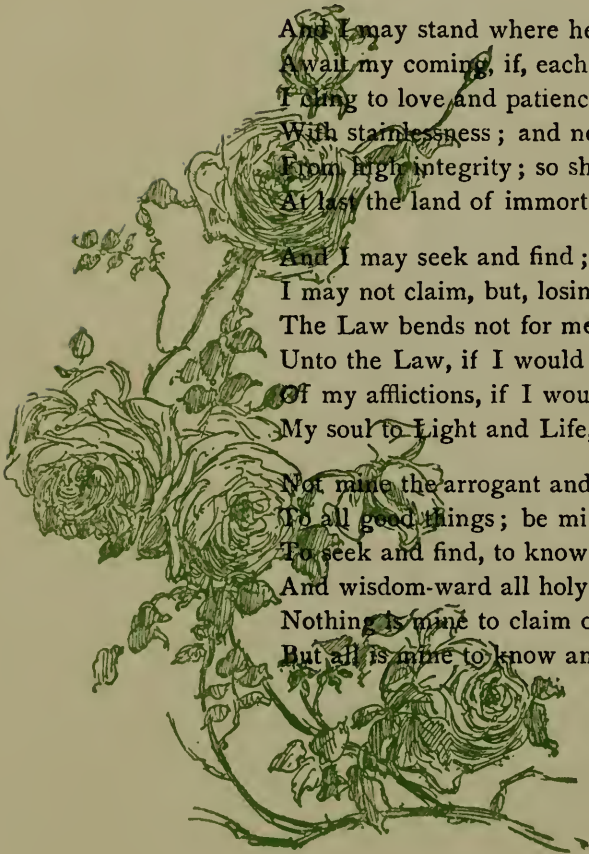 And I may stand where he
Await my coming, if, each
I cling to love and patienc
With stainlessness; and ne
From high integrity; so sh
At last the land of immort
And I may seek and find;
I may not claim, but, losin
The Law bends not for me
Unto the Law, if I would
Of my afflictions, if I wou
My soul to Light and Life,
Not mine the arrogant and
To all good things; be mi
To seek and find, to know
And wisdom-ward all holy
Nothing is mine to claim o
But all is mine to know an